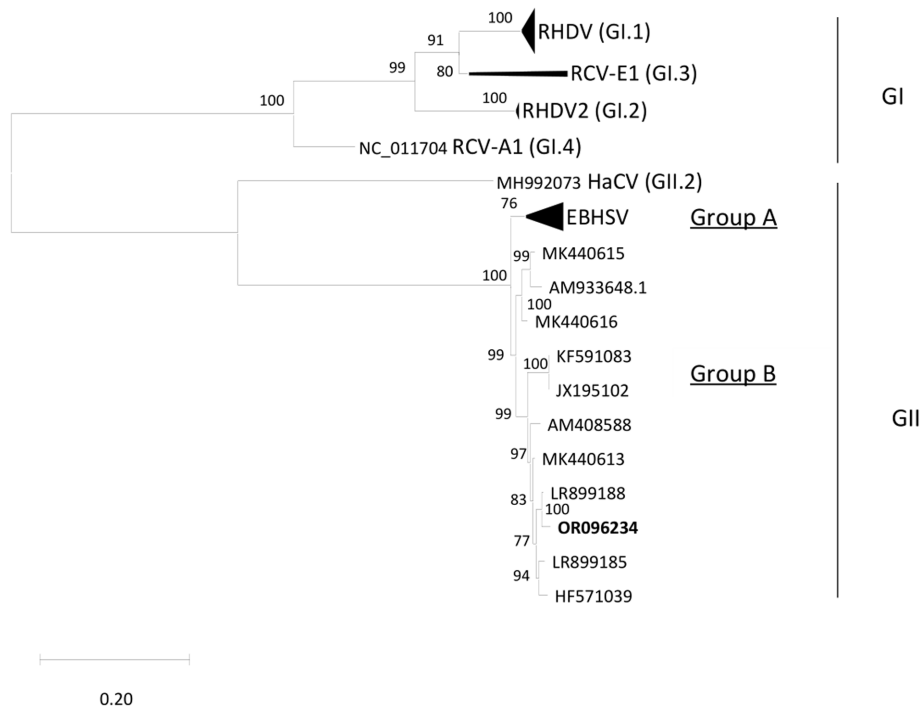 100
RHDV (GI.1)
91
80
RCV-E1 (GI.3)
99
100
RHDV2 (GI.2)
100
GI
NC_011704 RCV-A1 (GI.4)
MH992073 HaCV (GII.2)
76
EBHSV
Group A
99
MK440615
100
AM933648.1
100
MK440616
99
KF591083
100
Group B
JX195102
99
GII
AM408588
97
MK440613
83
LR899188
100
OR096234
77
LR899185
94
HF571039
0.20